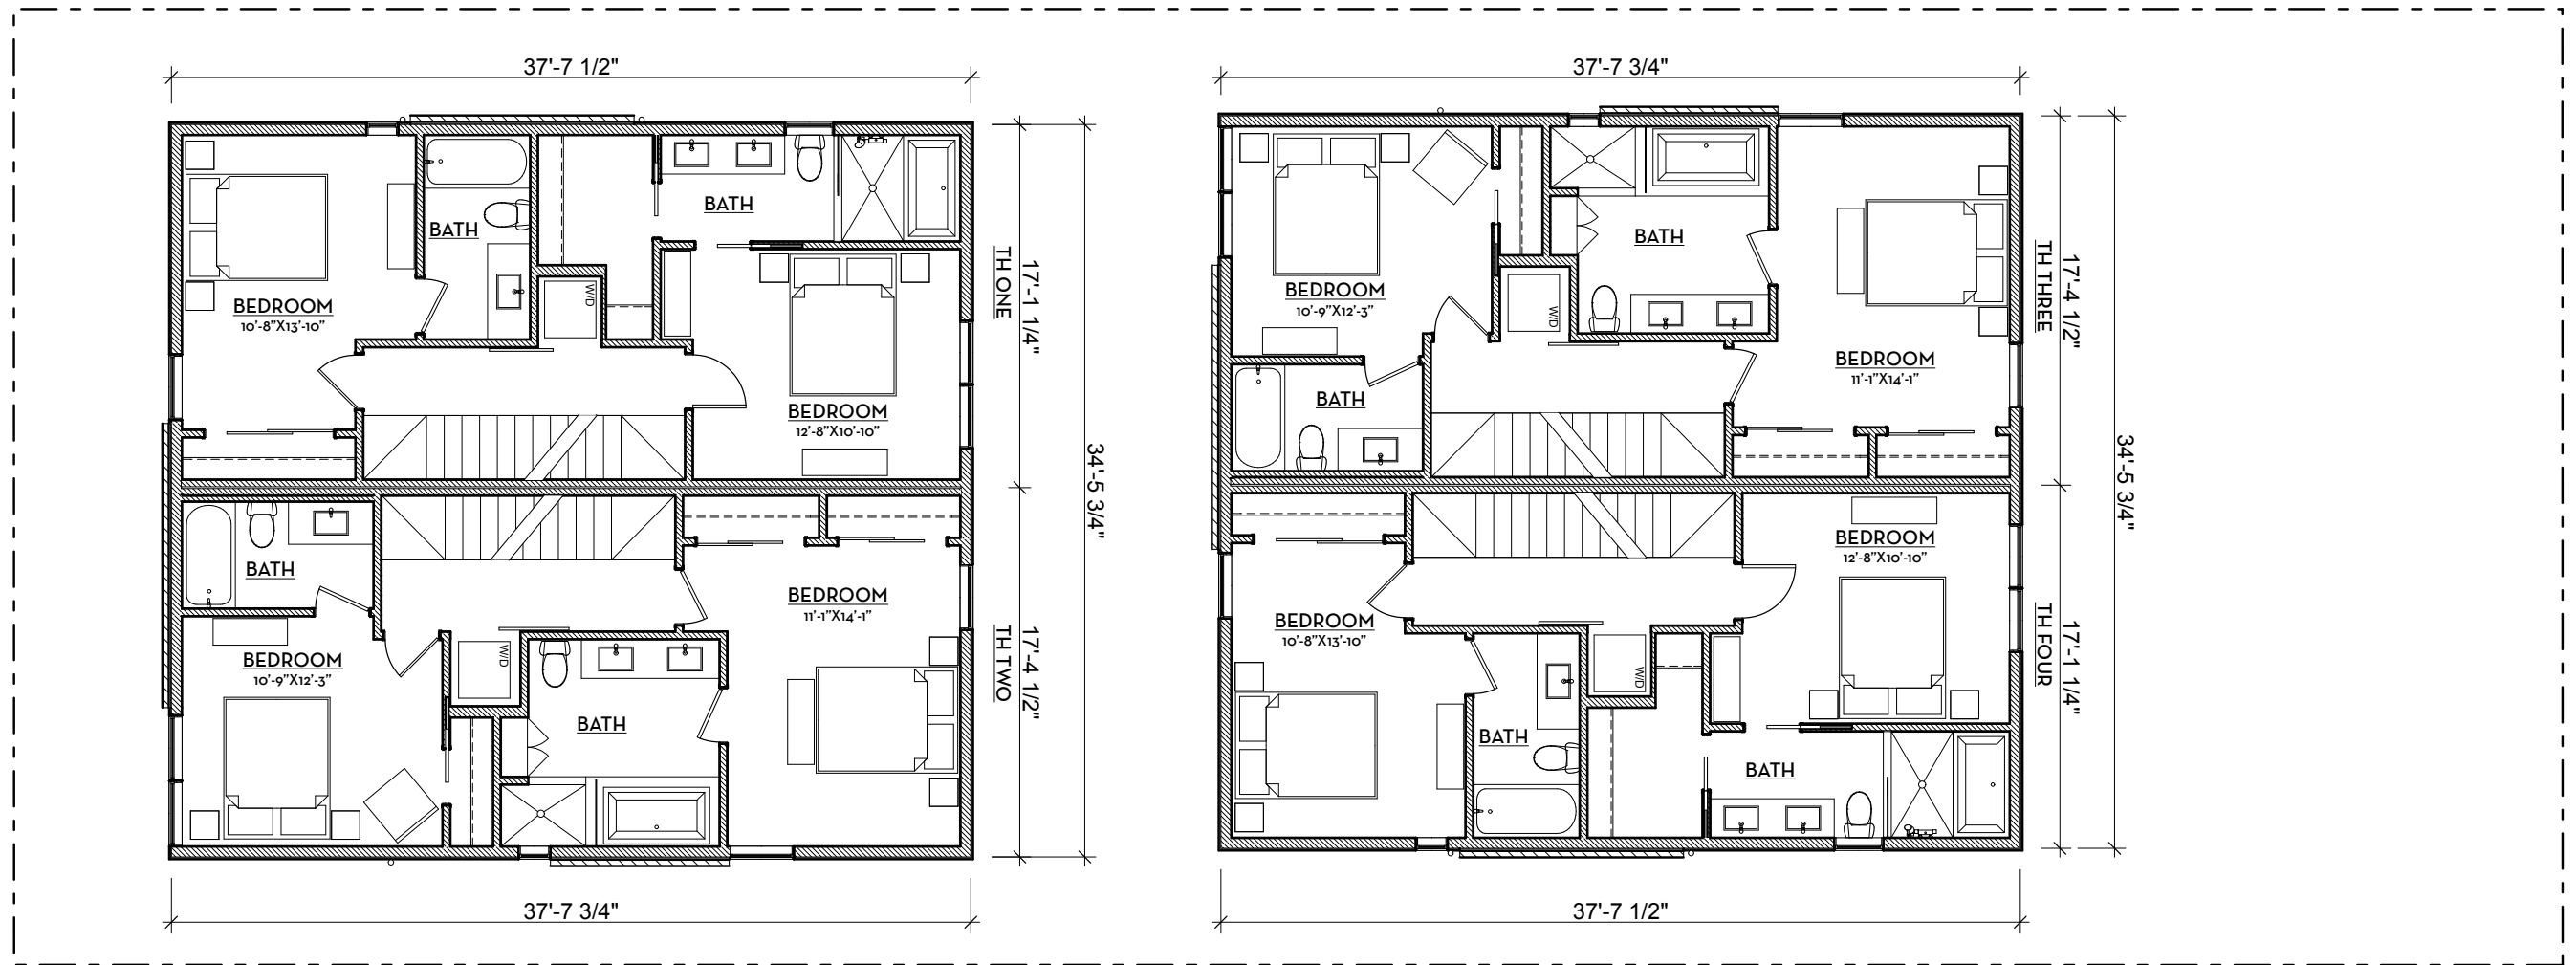 37'-7 1/2"
37'-7 3/4"
BATH
BATH
W/D
BEDROOM
10'-8"X13'-10"
BEDROOM
12'-8"X10'-10"
TH ONE
17'-1 1/4"
34'-5 3/4"
BATH
BEDROOM
10'-9"X12'-3"
W/D
BATH
BEDROOM
11'-1"X14'-1"
TH TWO
17'-4 1/2"
37'-7 3/4"
BEDROOM
10'-9"X12'-3"
W/D
BATH
BATH
BEDROOM
11'-1"X14'-1"
TH THREE
17'-4 1/2"
34'-5 3/4"
BEDROOM
12'-8"X10'-10"
BEDROOM
10'-8"X13'-10"
W/D
BATH
BATH
TH FOUR
17'-1 1/4"
37'-7 1/2"